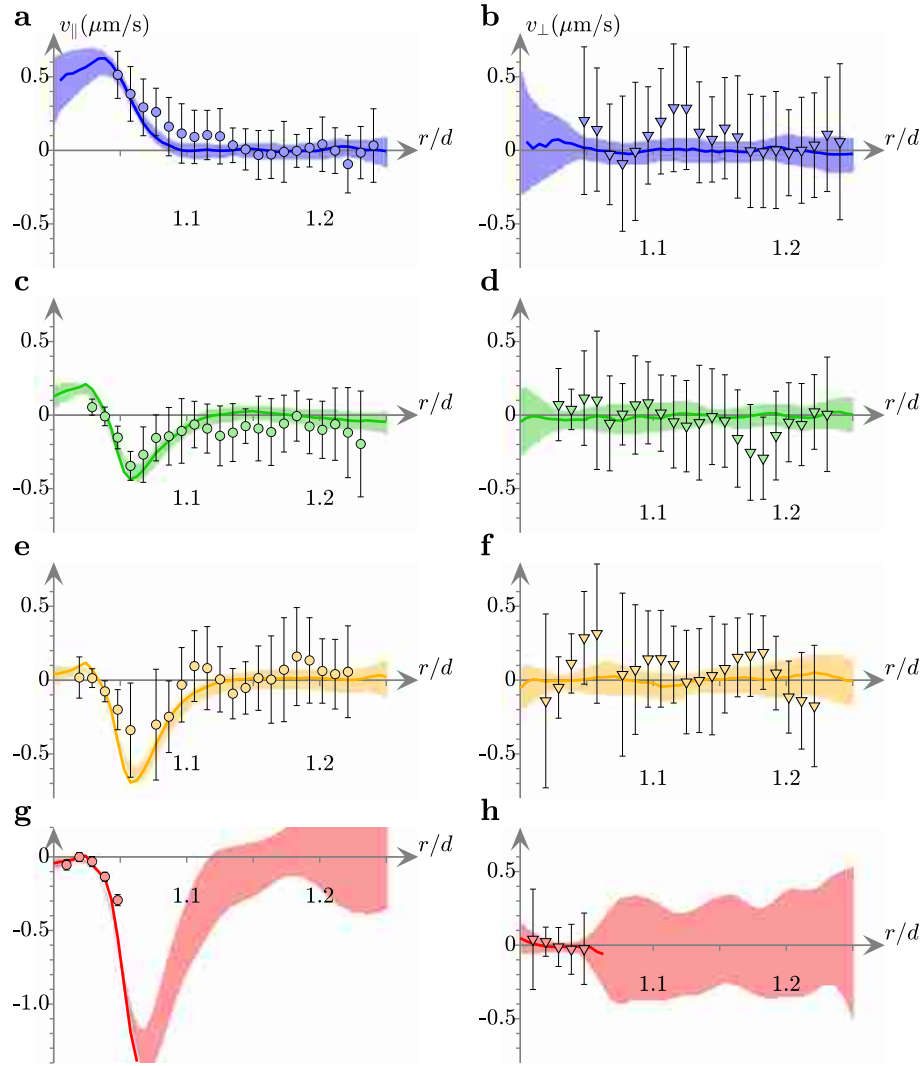 a v∥(μm/s) b v⊥(μm/s)
0.5 0.5
r/d r/d
0 0
1.1 1.2 1.1 1.2
-0.5 -0.5
c d
0.5 0.5
r/d r/d
0 0
1.1 1.2 1.1 1.2
-0.5 -0.5
e f
0.5 0.5
r/d r/d
0 0
1.1 1.2 1.1 1.2
-0.5 -0.5
g h
0 r/d 0.5
1.1 1.2 r/d
-0.5 0
1.1 1.2
-1.0 -0.5